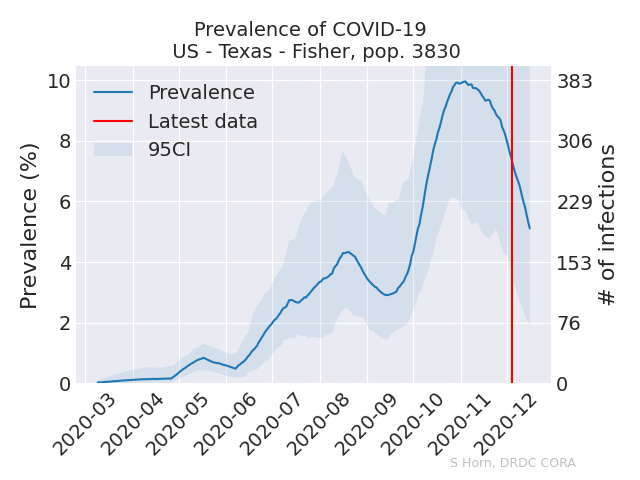 Prevalence of COVID-19
US - Texas - Fisher, pop. 3830
Prevalence
Latest data
95CI
Prevalence (%)
10
8
6
4
2
0
# of infections
383
306
229
153
76
0
2020-03
2020-04
2020-05
2020-06
2020-07
2020-08
2020-09
2020-10
2020-11
2020-12
S Horn, DRDC CORA